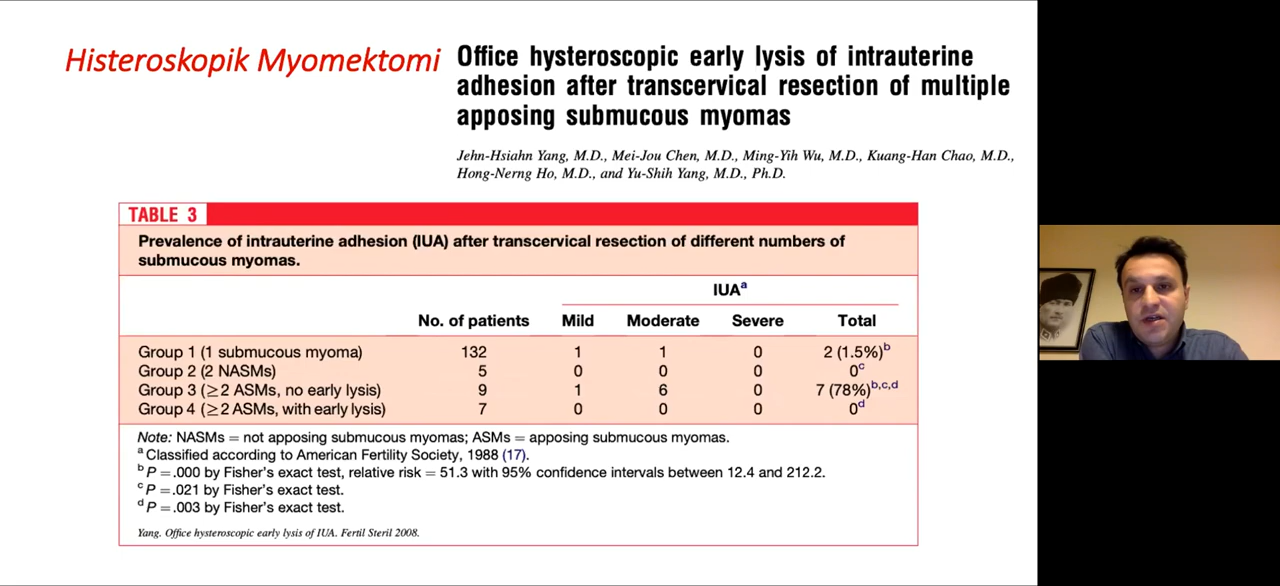 Histeroskopik Myomektomi
Office hysteroscopic early lysis of intrauterine
adhesion after transcervical resection of multiple
apposing submucous myomas
Jehn-Hsiahn Yang, M.D., Mei-Jou Chen, M.D., Ming-Yih Wu, M.D., Kuang-Han Chao, M.D.,
Hong-Nerng Ho, M.D., and Yu-Shih Yang, M.D., Ph.D.
TABLE 3
Prevalence of intrauterine adhesion (IUA) after transcervical resection of different numbers of
submucous myomas.
IUAa
No. of patients Mild Moderate Severe Total
Group 1 (1 submucous myoma) 132 1 1 0 2 (1.5%)b
Group 2 (2 NASMs) 5 0 0 0 0c
Group 3 (≥2 ASMs, no early lysis) 9 1 6 0 7 (78%)b,c,d
Group 4 (≥2 ASMs, with early lysis) 7 0 0 0 0d
Note: NASMs = not apposing submucous myomas; ASMs = apposing submucous myomas.
a Classified according to American Fertility Society, 1988 (17).
b P = .000 by Fisher's exact test, relative risk = 51.3 with 95% confidence intervals between 12.4 and 212.2.
c P = .021 by Fisher's exact test.
d P = .003 by Fisher's exact test.
Yang. Office hysteroscopic early lysis of IUA. Fertil Steril 2008.